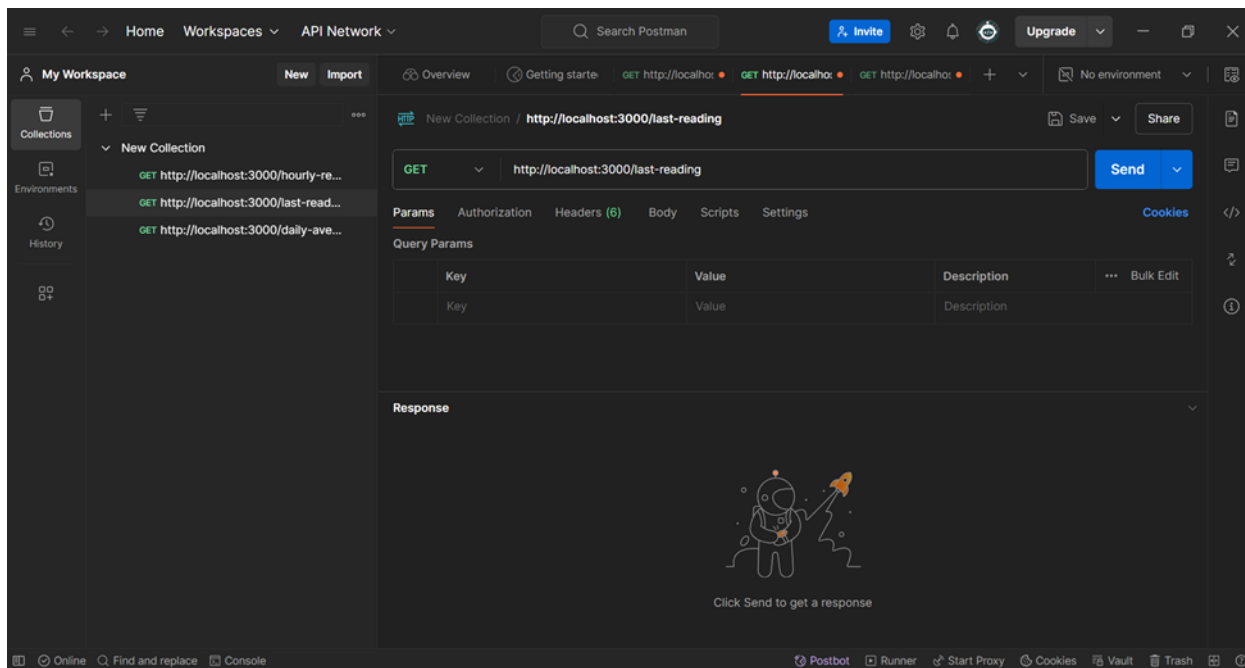 Home Workspaces API Network Search Postman Invite Upgrade
My Workspace New Import Overview Getting starte GET http://localho: GET http://localho: GET http://localho: No environment
Collections
Environments
History
New Collection
GET http://localhost:3000/hourly-re...
GET http://localhost:3000/last-read...
GET http://localhost:3000/daily-ave...
HTTP New Collection / http://localhost:3000/last-reading Save Share
GET http://localhost:3000/last-reading Send
Params Authorization Headers (6) Body Scripts Settings Cookies
Query Params
Key Value Description Bulk Edit
Key Value Description
Response
Click Send to get a response
Online Find and replace Console Postbot Runner Start Proxy Cookies Vault Trash